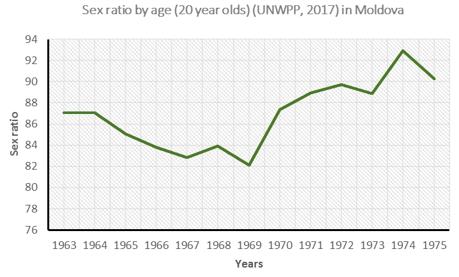 Sex ratio by age (20 year olds) (UNWPP, 2017) in Moldova
94
92
90
88
86
84
82
80
78
76
Sex ratio
1963 1964 1965 1966 1967 1968 1969 1970 1971 1972 1973 1974 1975
Years